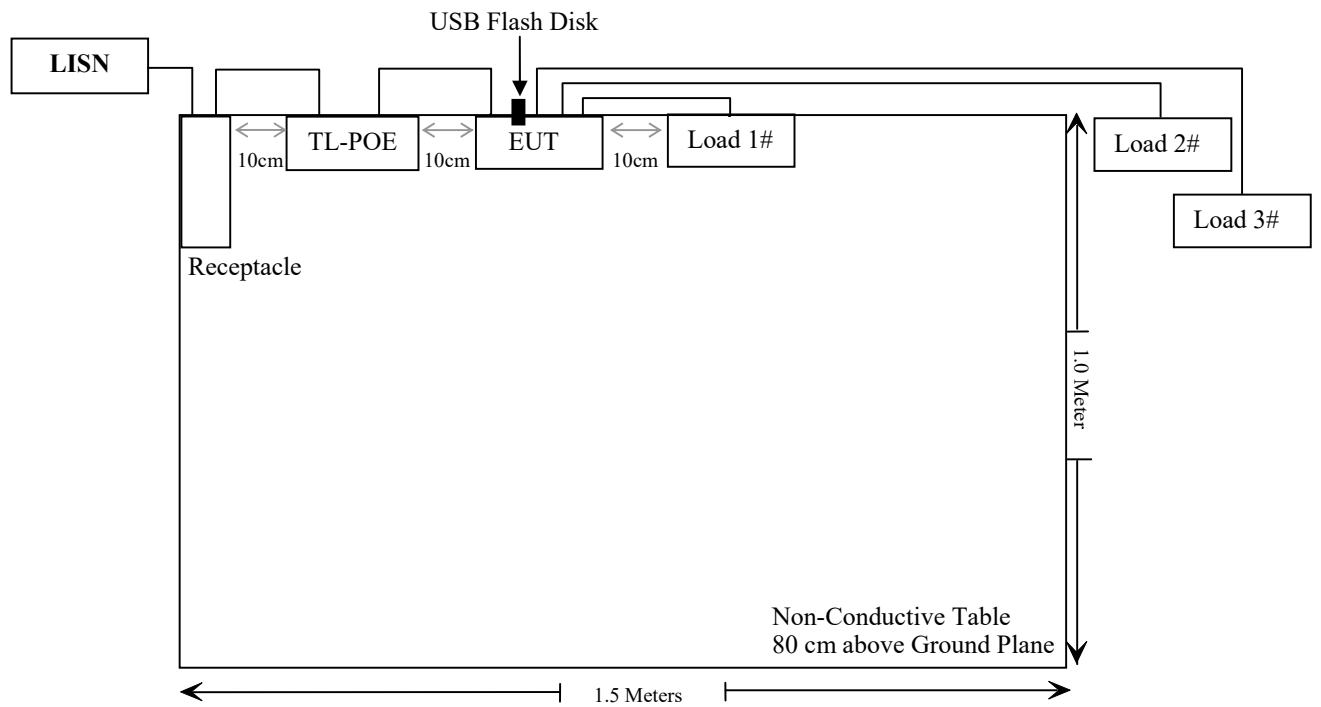 USB Flash Disk
LISN
TL-POE
EUT
Load 1#
Load 2#
10cm
10cm
10cm
Load 3#
Receptacle
1.0 Meter
Non-Conductive Table
80 cm above Ground Plane
1.5 Meters